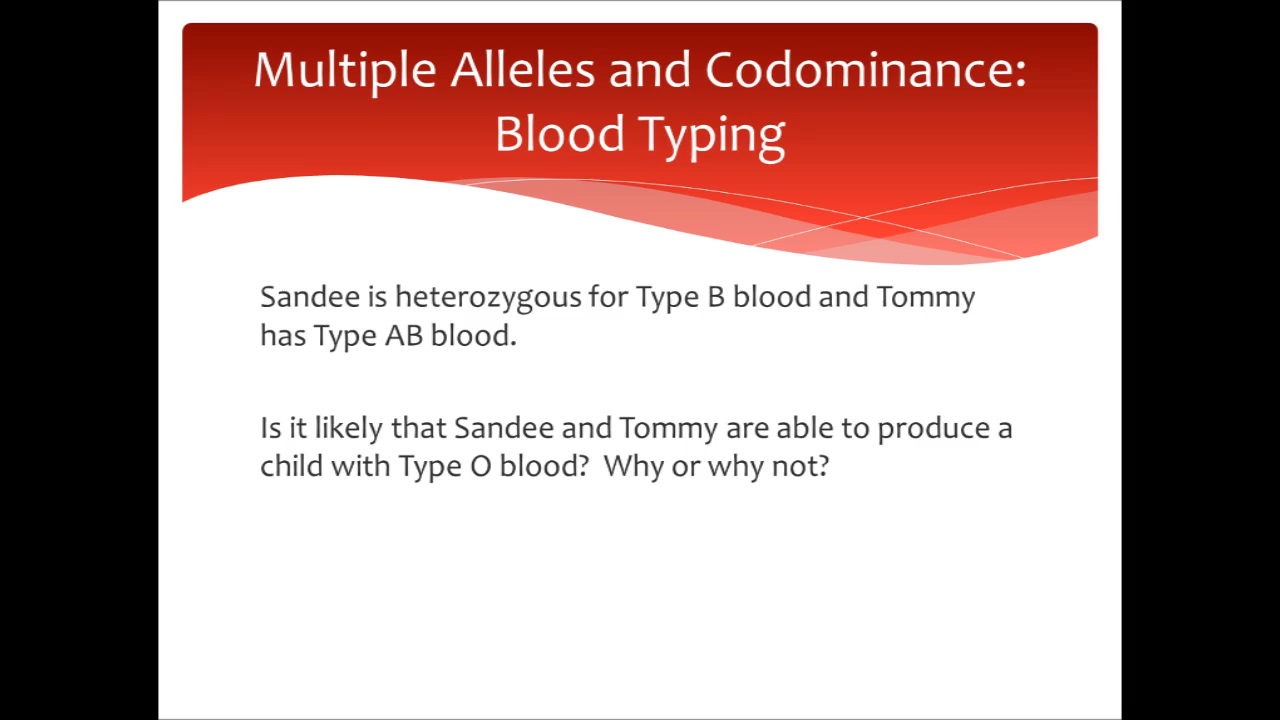 Multiple Alleles and Codominance:
Blood Typing
Sandee is heterozygous for Type B blood and Tommy
has Type AB blood.
Is it likely that Sandee and Tommy are able to produce a
child with Type O blood?  Why or why not?